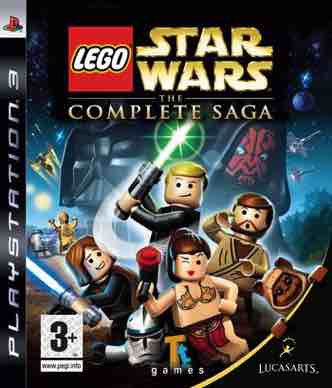 PLAYSTATION 3
LEGO
STAR
WARS
THE
COMPLETE SAGA
3+
www.pegi.info
TT
games
LUCASARTS